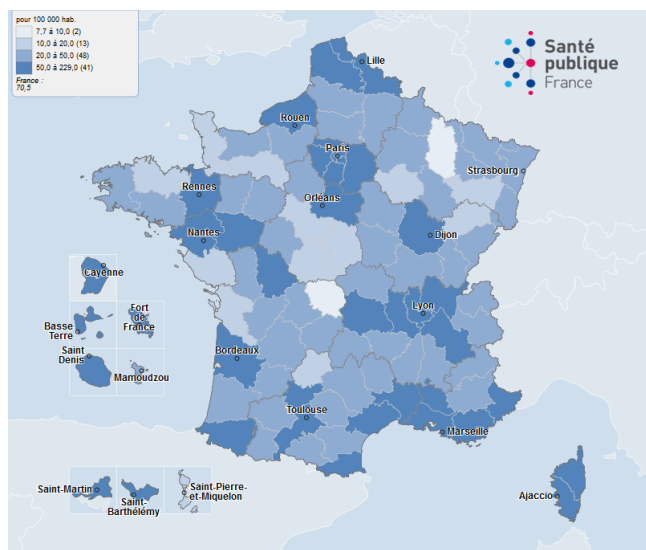 pour 100 000 hab.
7,7 à 10,0 (2)
10,0 à 20,0 (13)
20,0 à 50,0 (48)
50,0 à 229,0 (41)
France :
70,5
Santé
publique
France
Lille
Rouen
Paris
Strasbourg
Rennes
Orléans
Nantes
Dijon
Cayenne
Lyon
Fort
de
France
Basse
Terre
Saint
Denis
Mamoudzou
Bordeaux
Toulouse
Marseille
Saint-Martin
Saint-
Barthélémy
Saint-Pierre-
et-Miquelon
Ajaccio